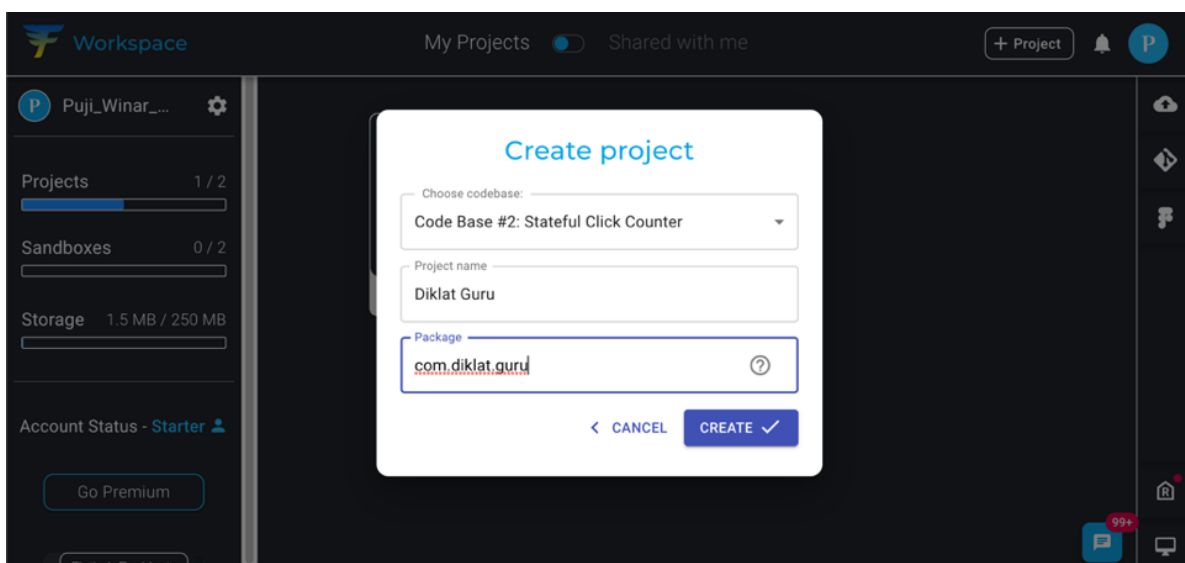 Workspace
My Projects Shared with me
+ Project
P
P Puji_Winar_...
Projects 1 / 2
Sandboxes 0 / 2
Storage 1.5 MB / 250 MB
Account Status - Starter
Go Premium
Create project
Choose codebase:
Code Base #2: Stateful Click Counter
Project name
Diklat Guru
Package
com.diklat.guru
?
< CANCEL CREATE
R
99+